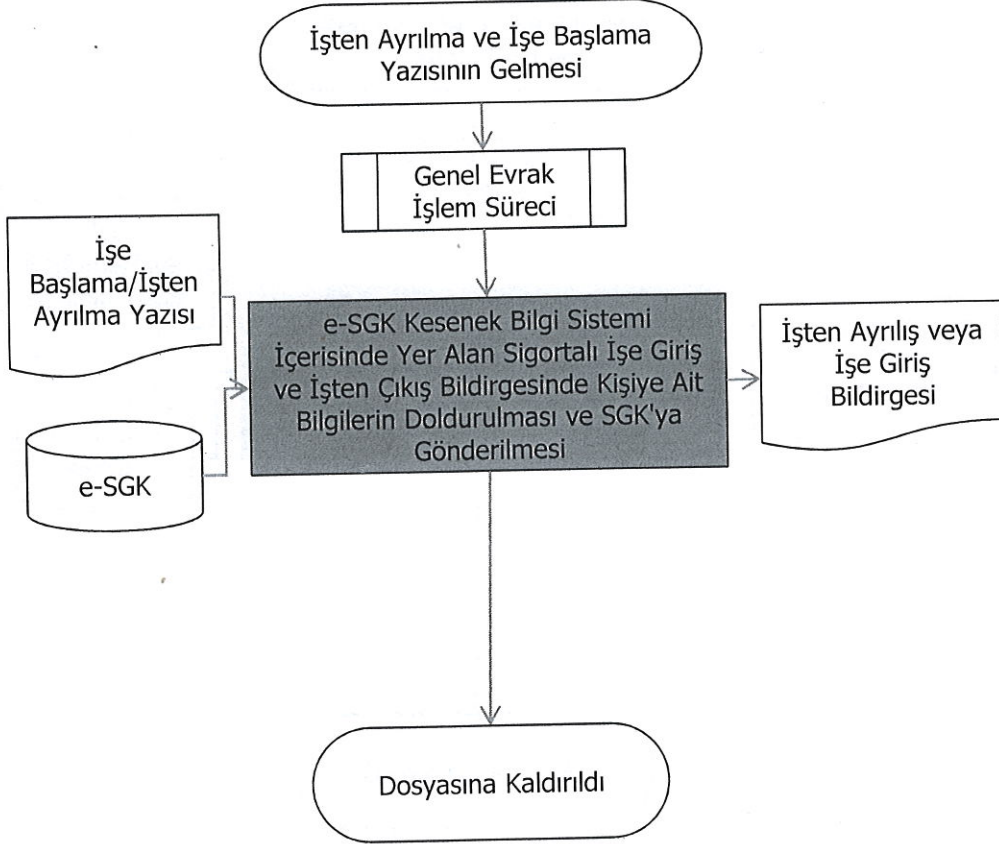 İşten Ayrılma ve İşe Başlama
Yazısının Gelmesi
Genel Evrak
İşlem Süreci
İşe
Başlama/İşten
Ayrılma Yazısı
e-SGK Kesenek Bilgi Sistemi
İçerisinde Yer Alan Sigortalı İşe Giriş
ve İşten Çıkış Bildirgesinde Kişiye Ait
Bilgilerin Doldurulması ve SGK'ya
Gönderilmesi
İşten Ayrılış veya
İşe Giriş
Bildirgesi
e-SGK
Dosyasına Kaldırıldı